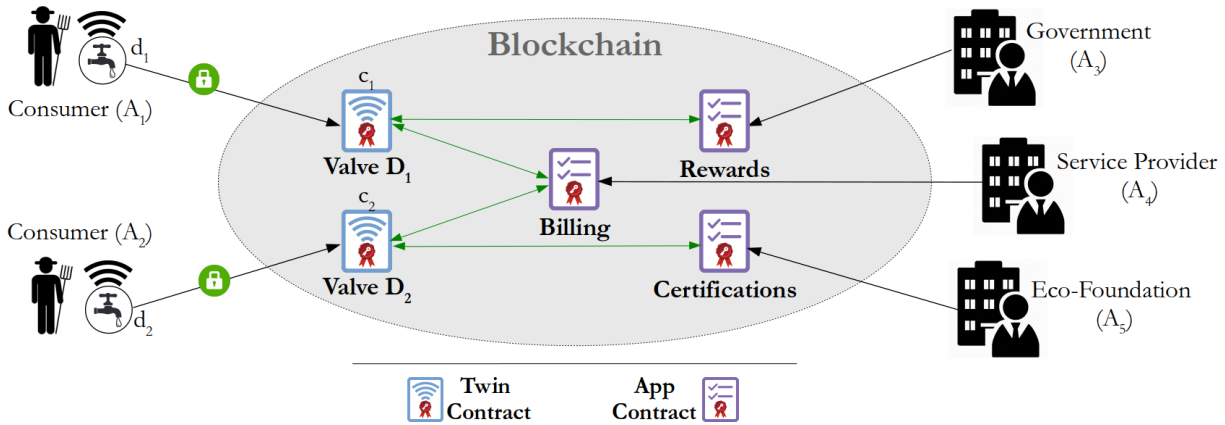 Blockchain
d1
Consumer (A1)
c1
Valve D1
Rewards
Government
(A3)
Billing
Service Provider
(A4)
Consumer (A2)
d2
c2
Valve D2
Certifications
Eco-Foundation
(A5)
Twin
Contract
App
Contract